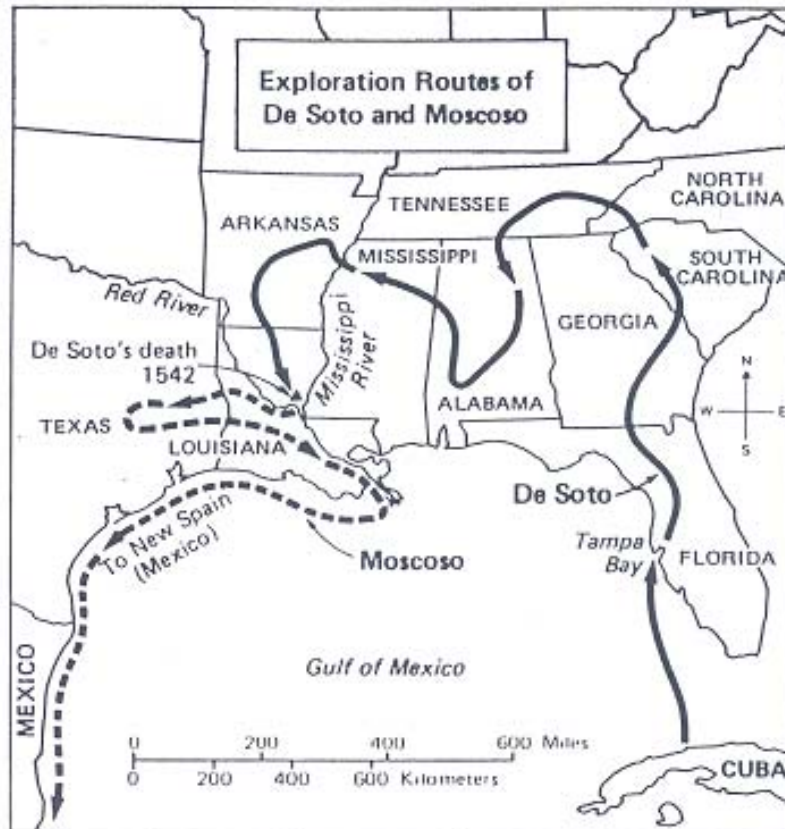 Exploration Routes of
De Soto and Moscoso
NORTH
CAROLINA
TENNESSEE
ARKANSAS
MISSISSIPPI
SOUTH
CAROLINA
Red River
GEORGIA
Mississippi
River
De Soto's death
1542
ALABAMA
N
W
E
S
TEXAS
LOUISIANA
De Soto
To New Spain
(Mexico)
Moscoso
Tampa
Bay
FLORIDA
MEXICO
Gulf of Mexico
0 200 400 600 Miles
0 200 400 600 Kilometers
CUBA